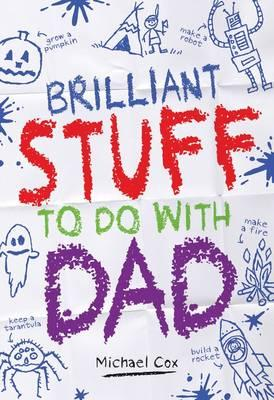 grow a
pumpkin
make a
robot
BRILLIANT
STUFF
TO DO WITH
DAD
make
a fire
keep a
tarantula
build a
rocket
Michael Cox